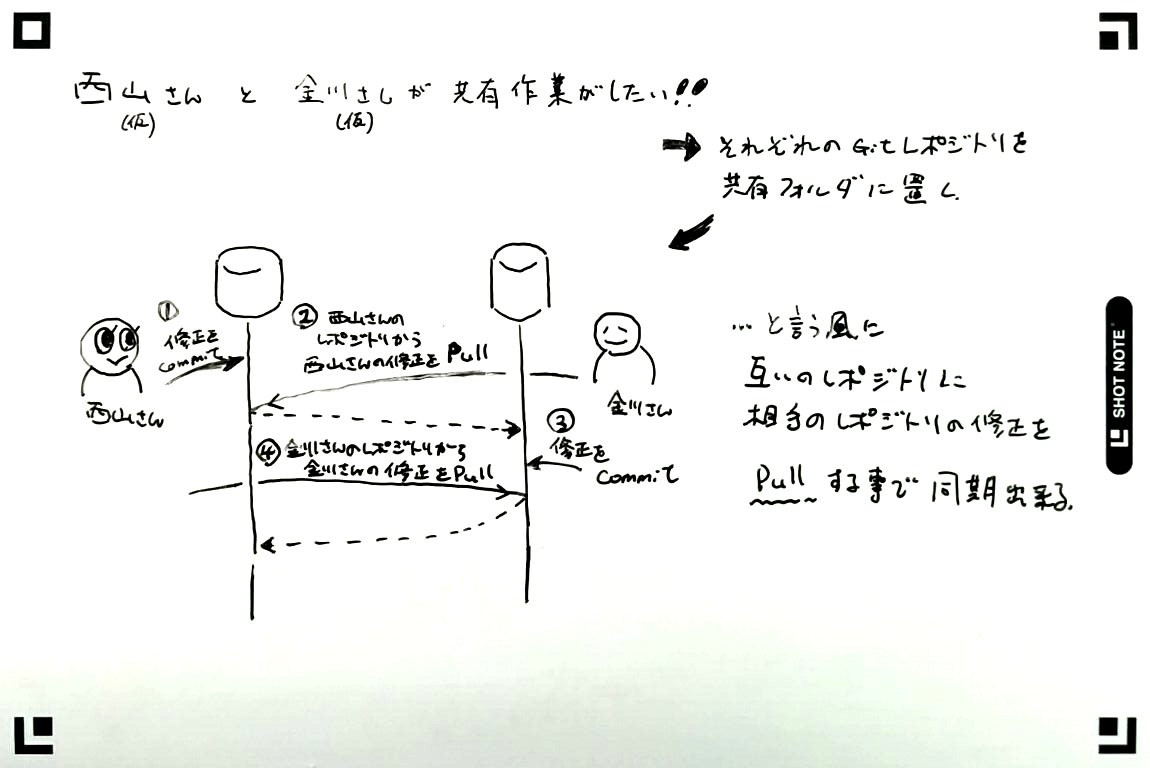 西山さん と 金川さんが 共有作業がしたい!!
(仮) (仮)
→ それぞれのGitレポジトリを
共有フォルダに置く。
①
修正を
commit
西山さん
② 西山さんの
レポジトリから
西山さんの修正を Pull
金川さん
③
修正を
commit
④ 金川さんのレポジトリから
金川さんの修正をPull
…と言う風に
互いのレポジトリに
相手のレポジトリの修正を
Pull する事で 同期出来る。
SHOT NOTE